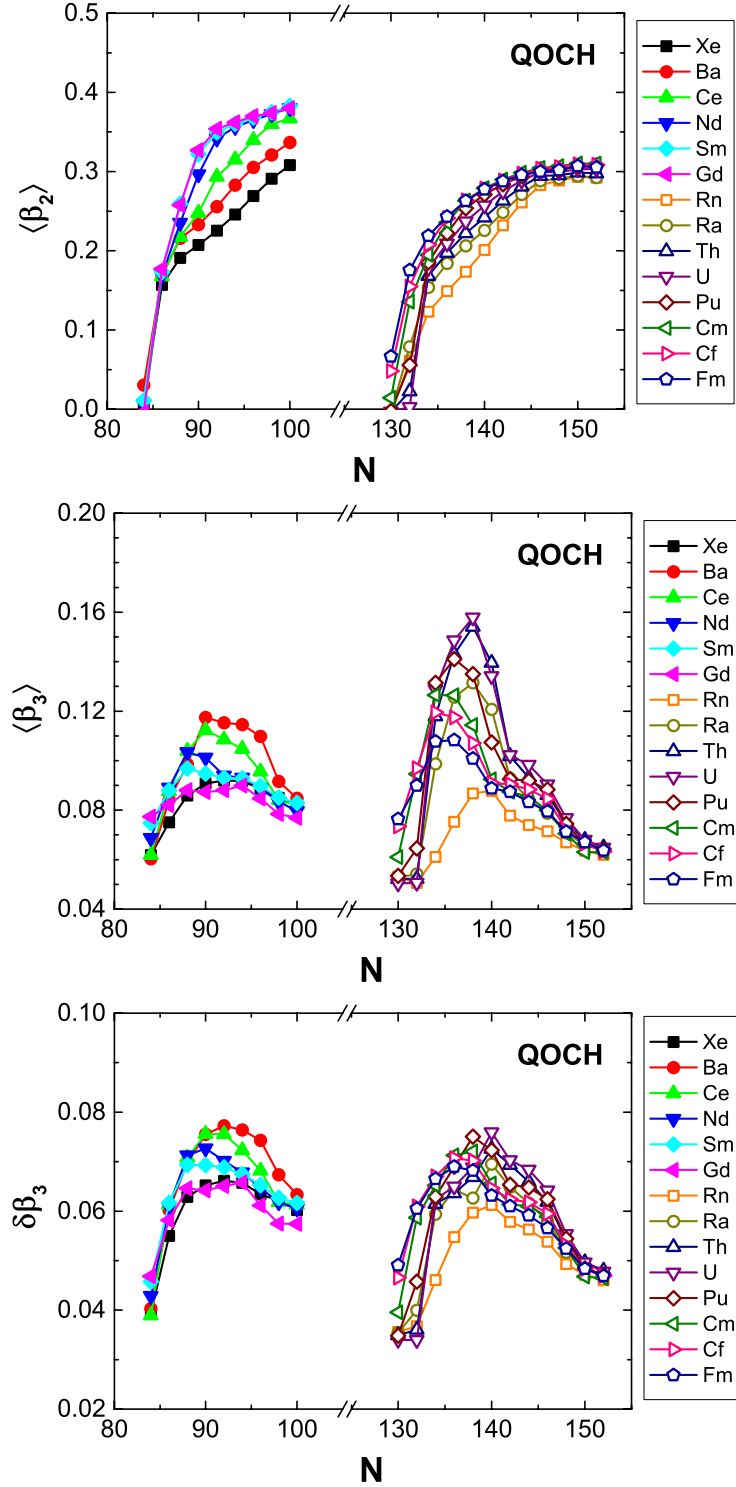 QOCH
⟨β2⟩
0.5
0.4
0.3
0.2
0.1
0.0
80
90
100
130
140
150
N
Xe
Ba
Ce
Nd
Sm
Gd
Rn
Ra
Th
U
Pu
Cm
Cf
Fm
QOCH
⟨β3⟩
0.20
0.16
0.12
0.08
0.04
80
90
100
130
140
150
N
Xe
Ba
Ce
Nd
Sm
Gd
Rn
Ra
Th
U
Pu
Cm
Cf
Fm
QOCH
δβ3
0.10
0.08
0.06
0.04
0.02
80
90
100
130
140
150
N
Xe
Ba
Ce
Nd
Sm
Gd
Rn
Ra
Th
U
Pu
Cm
Cf
Fm